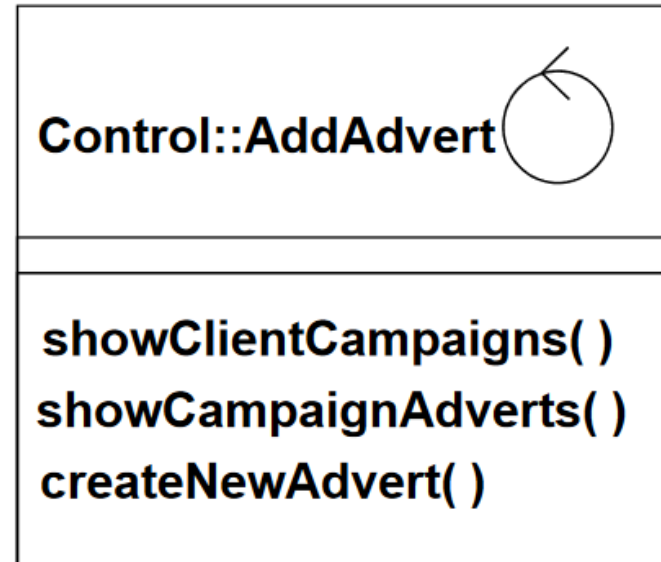 Control::AddAdvert
showClientCampaigns( )
showCampaignAdverts( )
createNewAdvert( )